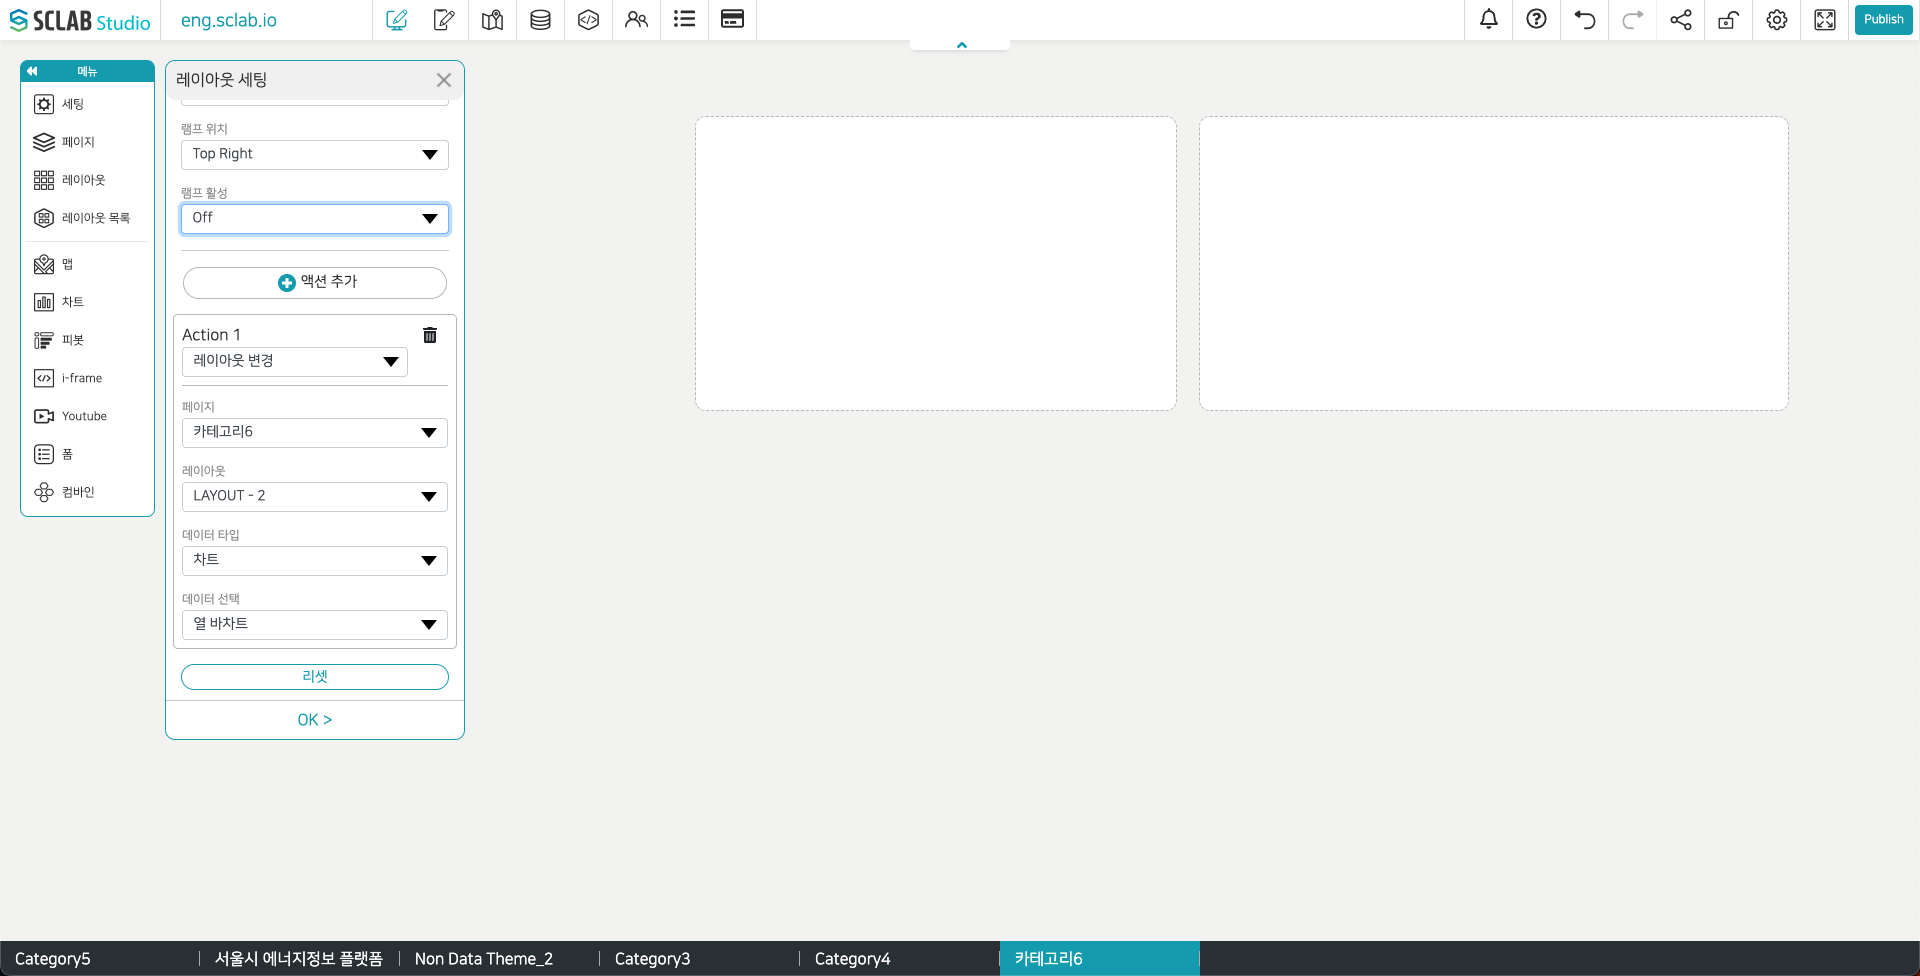 SCLAB Studio
eng.sclab.io
Publish
메뉴
세팅
페이지
레이아웃
레이아웃 목록
맵
차트
피봇
i-frame
Youtube
폼
컴바인
레이아웃 세팅
램프 위치
Top Right
램프 활성
Off
액션 추가
Action 1
레이아웃 변경
페이지
카테고리6
레이아웃
LAYOUT - 2
데이터 타입
차트
데이터 선택
열 바차트
리셋
OK >
Category5
서울시 에너지정보 플랫폼
Non Data Theme_2
Category3
Category4
카테고리6